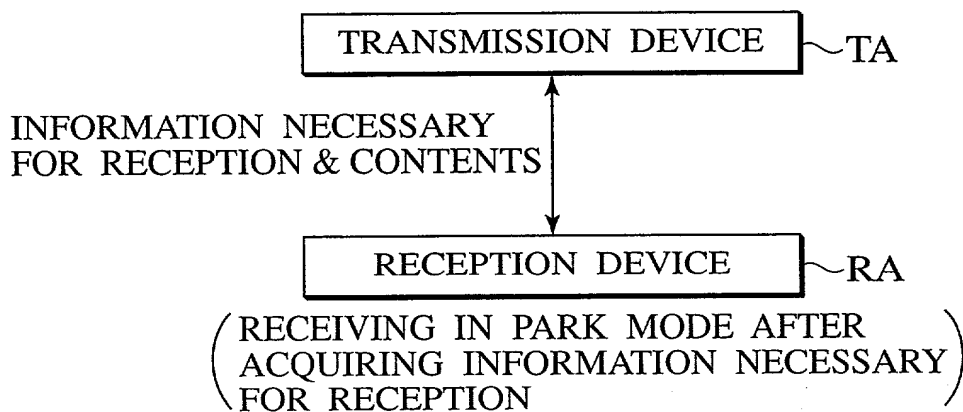 TRANSMISSION DEVICE
TA
INFORMATION NECESSARY
FOR RECEPTION & CONTENTS
RECEPTION DEVICE
RA
(RECEIVING IN PARK MODE AFTER
ACQUIRING INFORMATION NECESSARY
FOR RECEPTION)